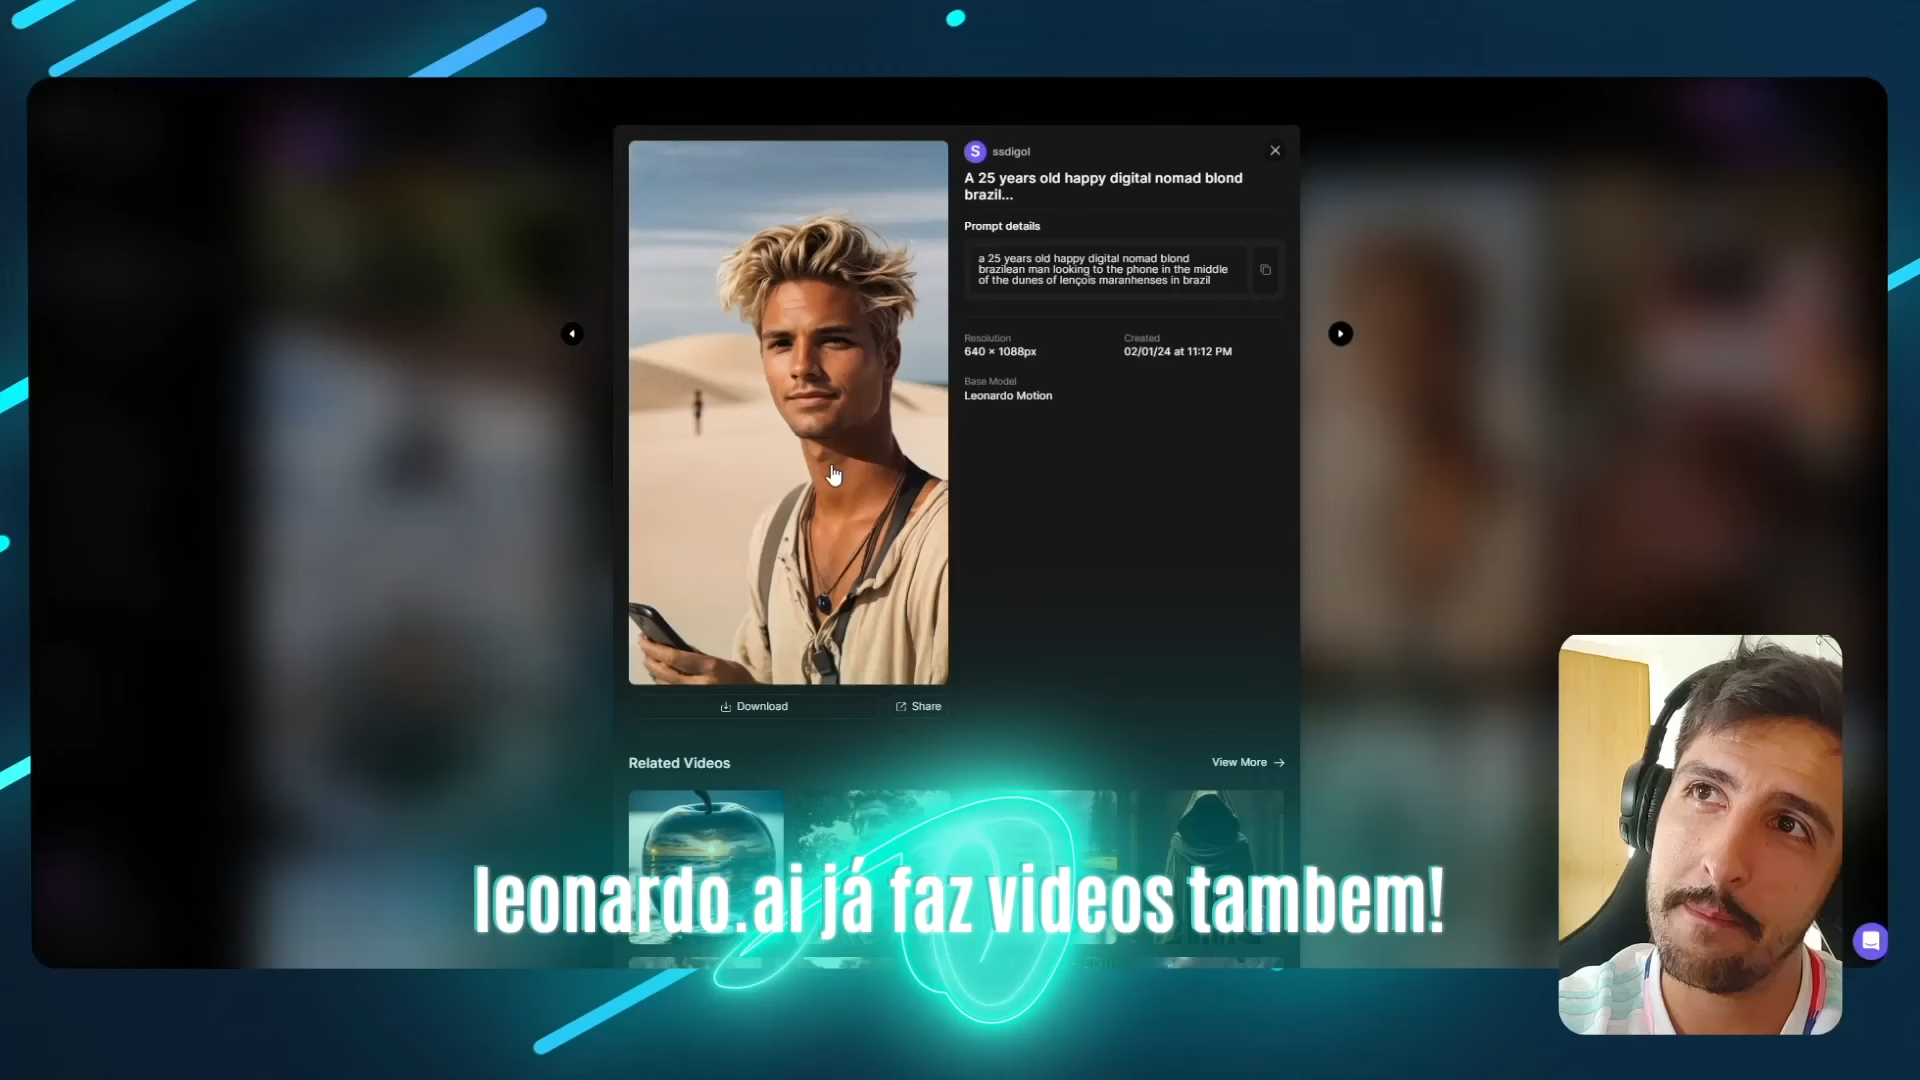 S ssdigol
A 25 years old happy digital nomad blond
brazil...
Prompt details
a 25 years old happy digital nomad blond
brazilean man looking to the phone in the middle
of the dunes of lençois maranhenses in brazil
Resolution
640 × 1088px
Created
02/01/24 at 11:12 PM
Base Model
Leonardo Motion
Download
Share
Related Videos
View More →
leonardo.ai já faz videos tambem!